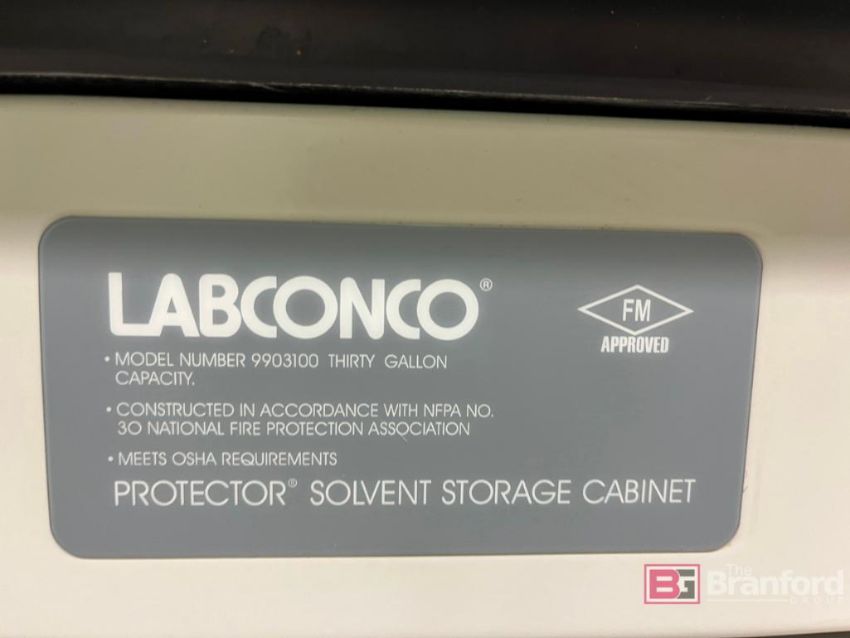 LABCONCO®
FM
APPROVED
• MODEL NUMBER 9903100 THIRTY GALLON
CAPACITY.
• CONSTRUCTED IN ACCORDANCE WITH NFPA NO.
30 NATIONAL FIRE PROTECTION ASSOCIATION
• MEETS OSHA REQUIREMENTS
PROTECTOR® SOLVENT STORAGE CABINET
BG The
Branford
GROUP